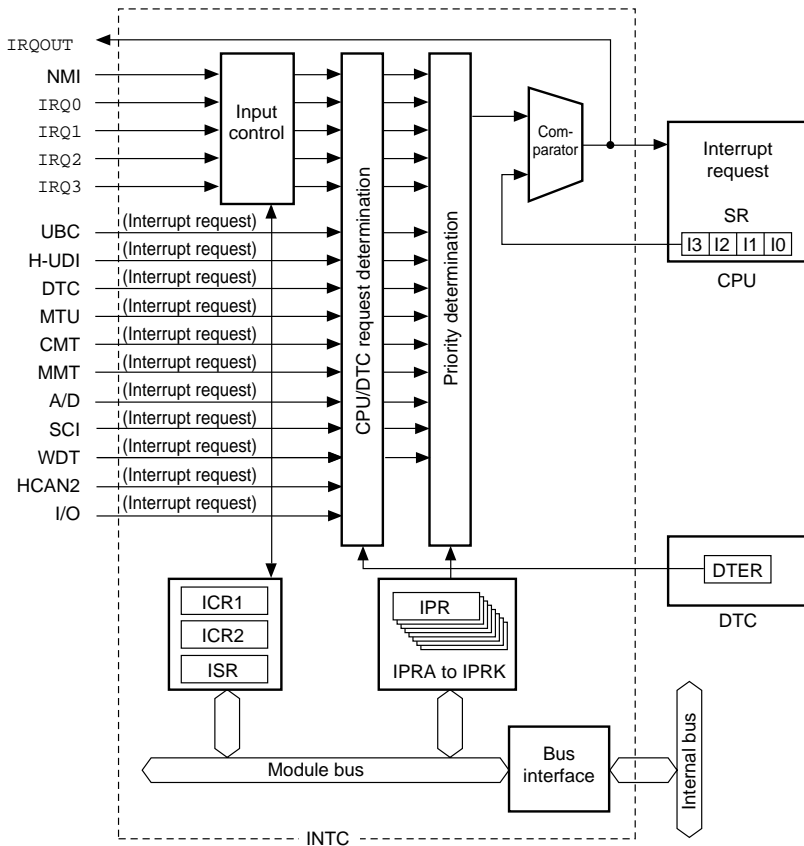 IRQOUT
NMI
IRQ0
IRQ1
IRQ2
IRQ3
UBC
H-UDI
DTC
MTU
CMT
MMT
A/D
SCI
WDT
HCAN2
I/O
(Interrupt request)
(Interrupt request)
(Interrupt request)
(Interrupt request)
(Interrupt request)
(Interrupt request)
(Interrupt request)
(Interrupt request)
(Interrupt request)
(Interrupt request)
(Interrupt request)
Input
control
CPU/DTC request determination
Priority determination
Com-
parator
Interrupt
request
SR
I3 I2 I1 I0
CPU
DTER
DTC
ICR1
ICR2
ISR
IPR
IPRA to IPRK
Module bus
Bus
interface
Internal bus
INTC